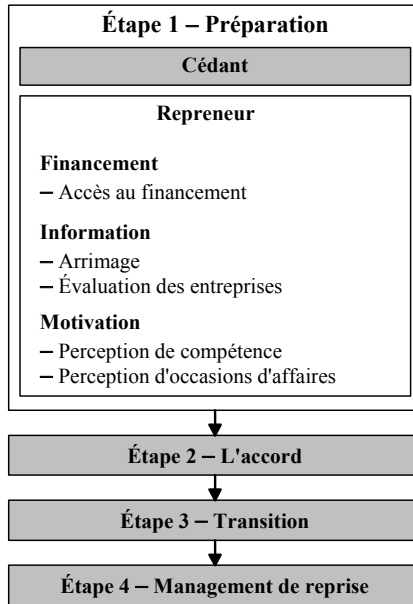 Étape 1 – Préparation
Cédant
Repreneur
Financement
– Accès au financement
Information
– Arrimage
– Évaluation des entreprises
Motivation
– Perception de compétence
– Perception d'occasions d'affaires
Étape 2 – L'accord
Étape 3 – Transition
Étape 4 – Management de reprise